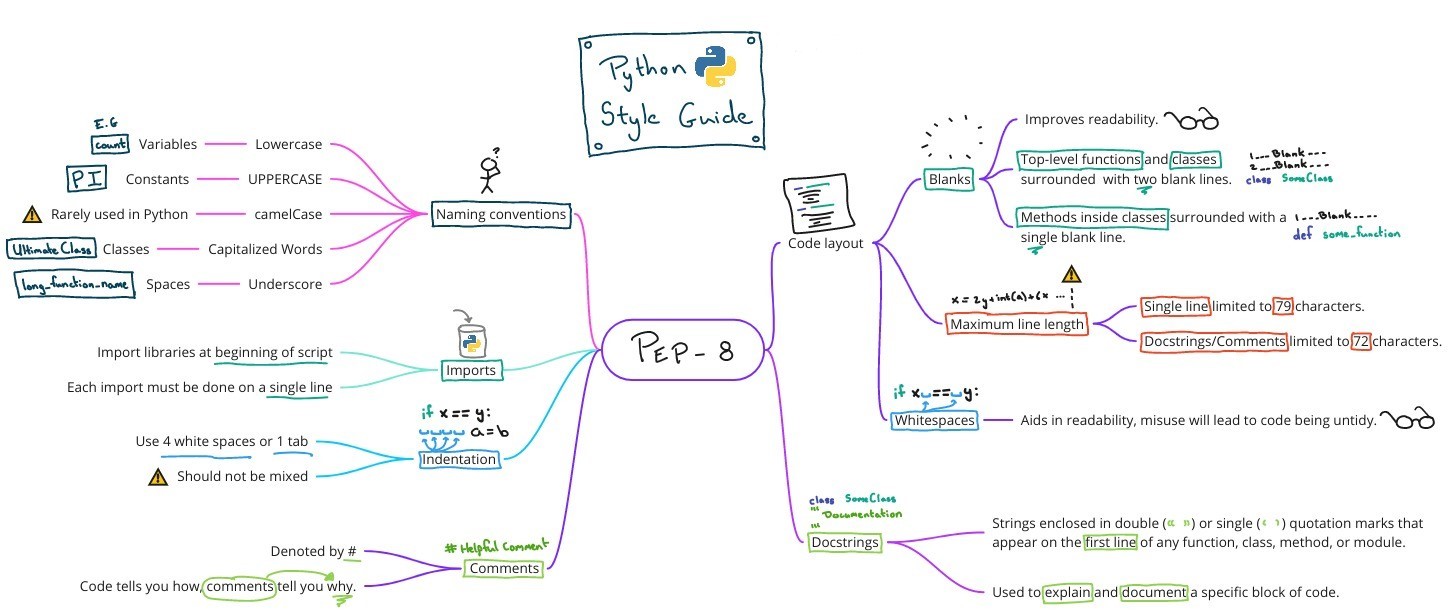 Python
Style Guide
PEP-8
E.G
count Variables Lowercase
PI Constants UPPERCASE
Rarely used in Python camelCase
UltimateClass Classes Capitalized Words
long_function_name Spaces Underscore
?
Naming conventions
Import libraries at beginning of script
Each import must be done on a single line
Imports
if x == y:
a=b
Use 4 white spaces or 1 tab
Should not be mixed
Indentation
# Helpful Comment
Denoted by #
Comments
Code tells you how, comments tell you why.
Code layout
Blanks
Improves readability.
Top-level functions and classes
surrounded with two blank lines.
1---Blank---
2---Blank---
class SomeClass
Methods inside classes surrounded with a
single blank line.
1---Blank----
def some_function
x = 2y+int(a)+6x ...
Maximum line length
Single line limited to 79 characters.
Docstrings/Comments limited to 72 characters.
if x == y:
Whitespaces
Aids in readability, misuse will lead to code being untidy.
class SomeClass
""" Documentation
"""
Docstrings
Strings enclosed in double (" ") or single (' ') quotation marks that
appear on the first line of any function, class, method, or module.
Used to explain and document a specific block of code.